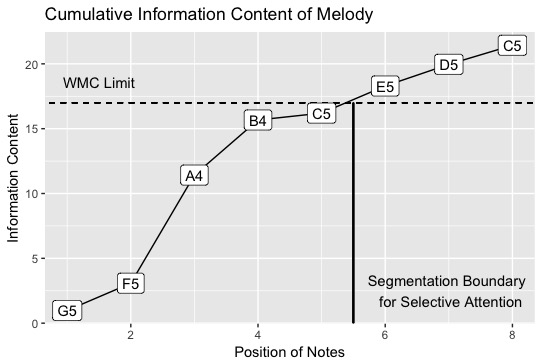 Cumulative Information Content of Melody
C5
20
D5
WMC Limit
E5
B4
C5
15
A4
10
5
F5
Segmentation Boundary
for Selective Attention
G5
0
2
4
6
8
Position of Notes
Information Content